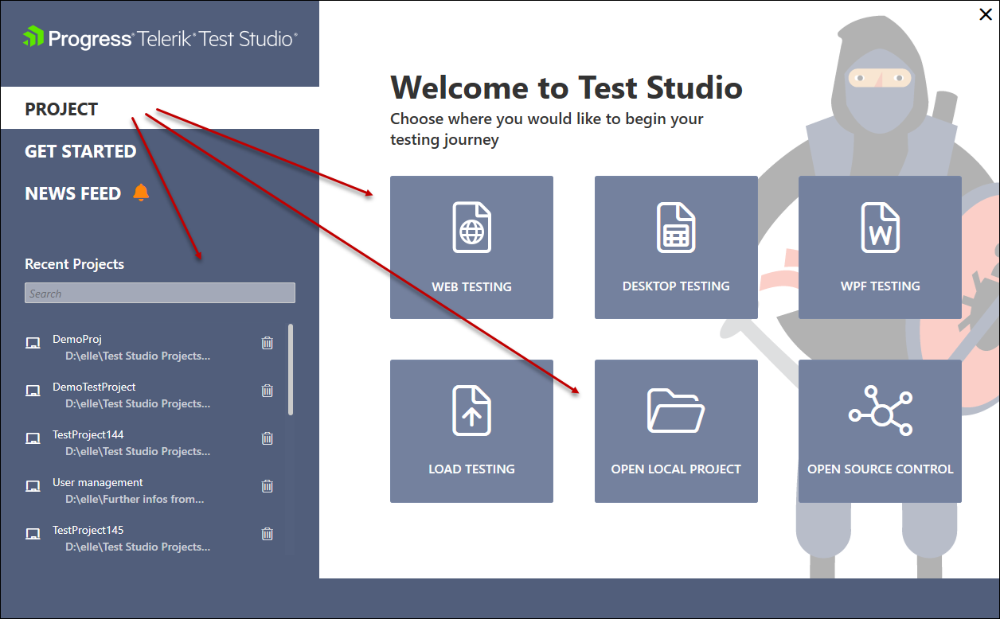 Progress® Telerik® Test Studio®
PROJECT
GET STARTED
NEWS FEED
Recent Projects
Search
DemoProj
D:\elle\Test Studio Projects...
DemoTestProject
D:\elle\Test Studio Projects...
TestProject144
D:\elle\Test Studio Projects...
User management
D:\elle\Further infos from...
TestProject145
D:\elle\Test Studio Projects...
Welcome to Test Studio
Choose where you would like to begin your
testing journey
WEB TESTING
DESKTOP TESTING
W
WPF TESTING
LOAD TESTING
OPEN LOCAL PROJECT
OPEN SOURCE CONTROL